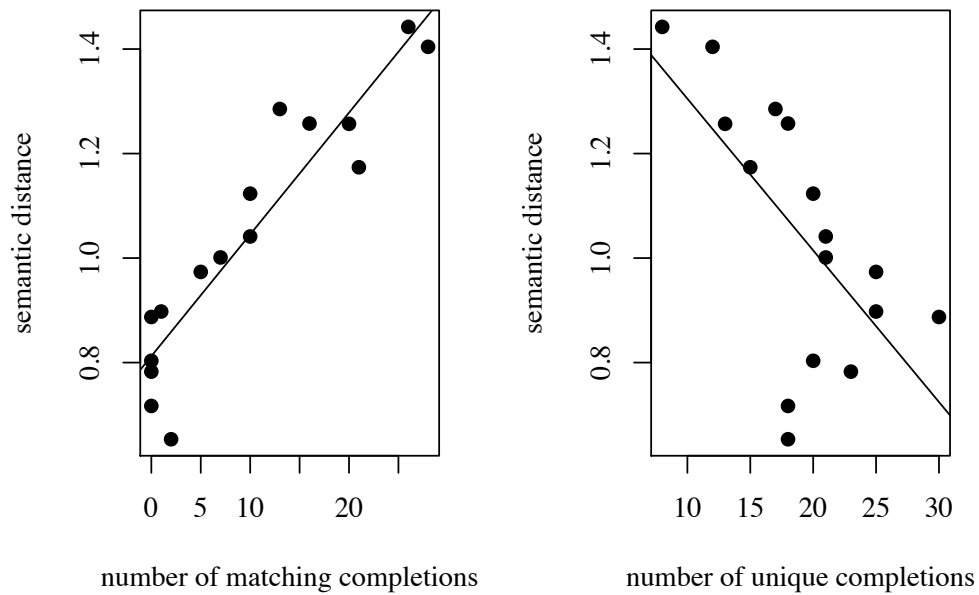 semantic distance
0.8 1.0 1.2 1.4
0 5 10 20
number of matching completions
semantic distance
0.8 1.0 1.2 1.4
10 15 20 25 30
number of unique completions